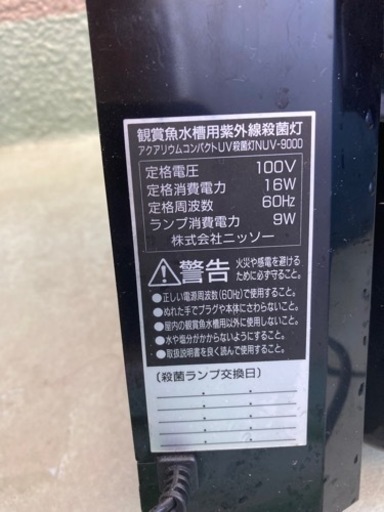 観賞魚水槽用紫外線殺菌灯
アクアリウムコンパクトUV殺菌灯NUV-9000
定格電圧 100V
定格消費電力 16W
定格周波数 60Hz
ランプ消費電力 9W
株式会社ニッソー
警告 火災や感電を避けるために必ず守ること。
●正しい電源周波数(60Hz)で使用すること。
●ぬれた手でプラグや本体にさわらないこと。
●屋内の観賞魚水槽用以外に使用しないこと。
●水や塩分がかからないようにすること。
●取扱説明書を良く読んで使用すること。
〔殺菌ランプ交換日〕